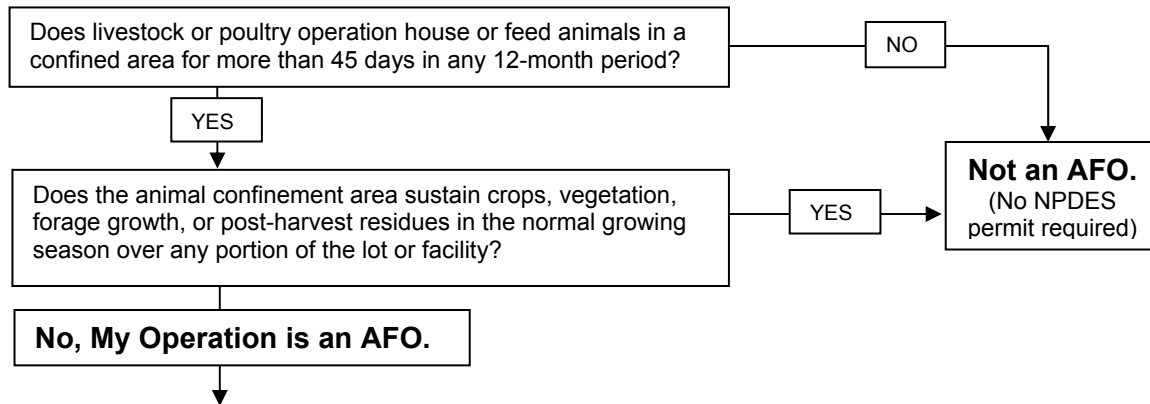 Does livestock or poultry operation house or feed animals in a
confined area for more than 45 days in any 12-month period?
NO
YES
Does the animal confinement area sustain crops, vegetation,
forage growth, or post-harvest residues in the normal growing
season over any portion of the lot or facility?
YES
Not an AFO.
(No NPDES
permit required)
No, My Operation is an AFO.